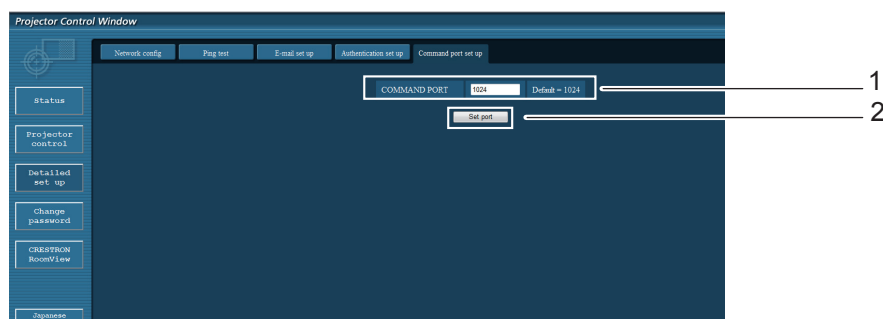 Projector Control Window
Network config
Ping test
E-mail set up
Authentication set up
Command port set up
COMMAND PORT
1024
Default = 1024
1
Set port
2
Status
Projector
control
Detailed
set up
Change
password
CRESTRON
RoomView
Japanese